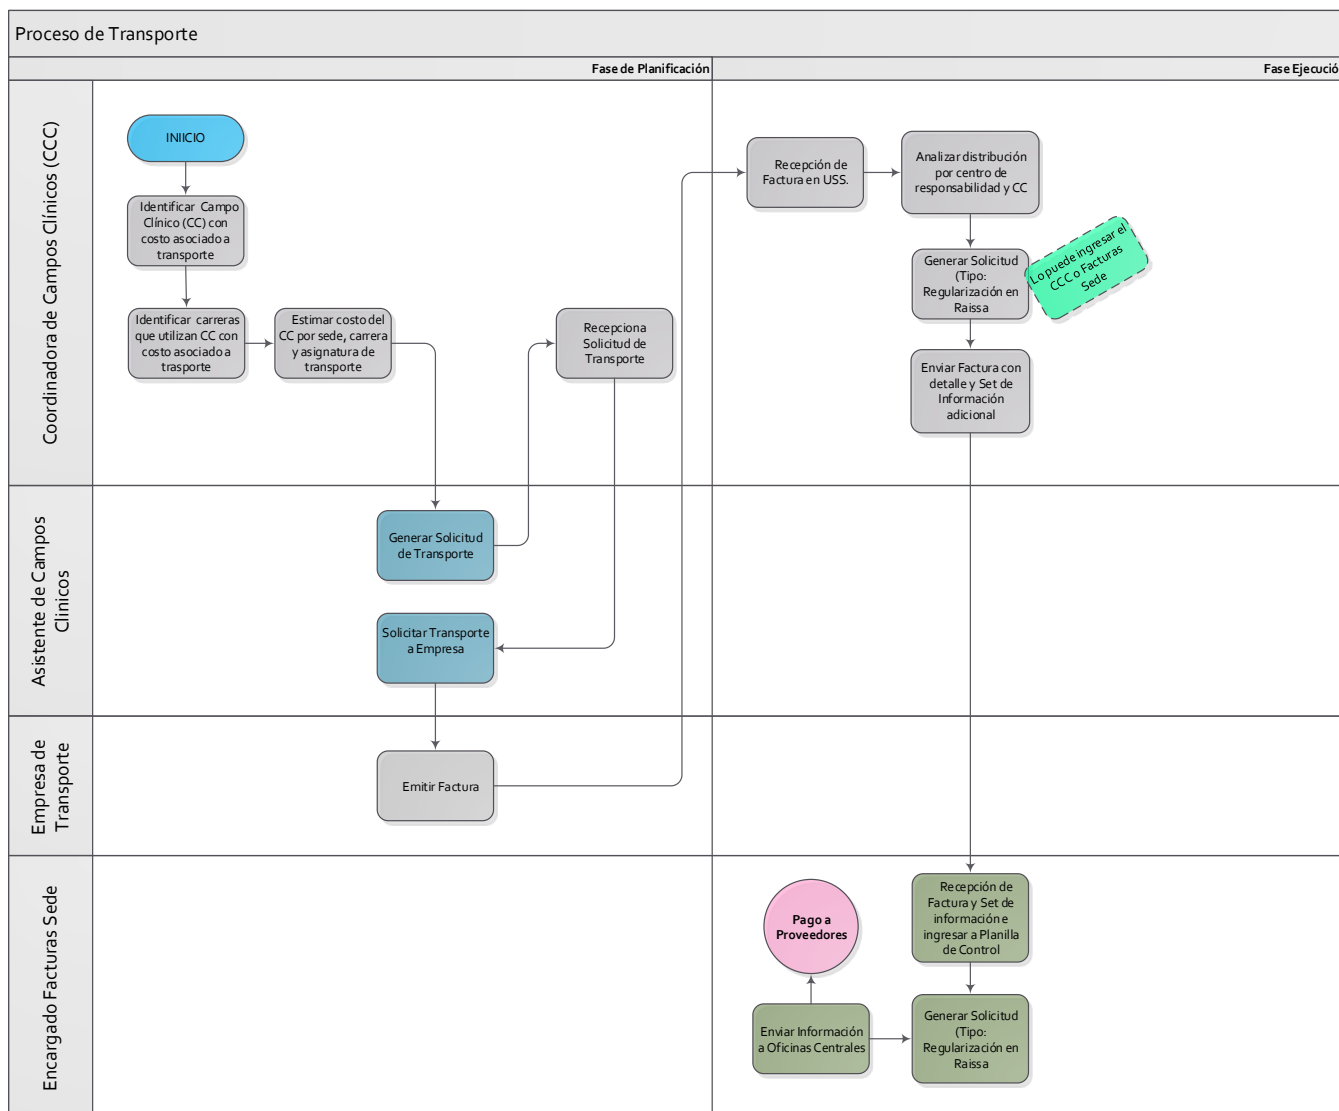 Proceso de Transporte
Fase de Planificación
Fase Ejecució
Coordinadora de Campos Clínicos (CCC)
INIICIO
Identificar Campo
Clínico (CC) con
costo asociado a
transporte
Identificar carreras
que utilizan CC con
costo asociado a
trasporte
Estimar costo del
CC por sede, carrera
y asignatura de
transporte
Recepciona
Solicitud de
Transporte
Recepción de
Factura en USS.
Analizar distribución
por centro de
responsabilidad y CC
Generar Solicitud
(Tipo:
Regularización en
Raissa
Lo puede ingresar el
CCC o Facturas
Sede
Enviar Factura con
detalle y Set de
Información
adicional
Asistente de Campos
Clinicos
Generar Solicitud
de Transporte
Solicitar Transporte
a Empresa
Empresa de
Transporte
Emitir Factura
Encargado Facturas Sede
Pago a
Proveedores
Recepción de
Factura y Set de
información e
ingresar a Planilla
de Control
Enviar Información
a Oficinas Centrales
Generar Solicitud
(Tipo:
Regularización en
Raissa